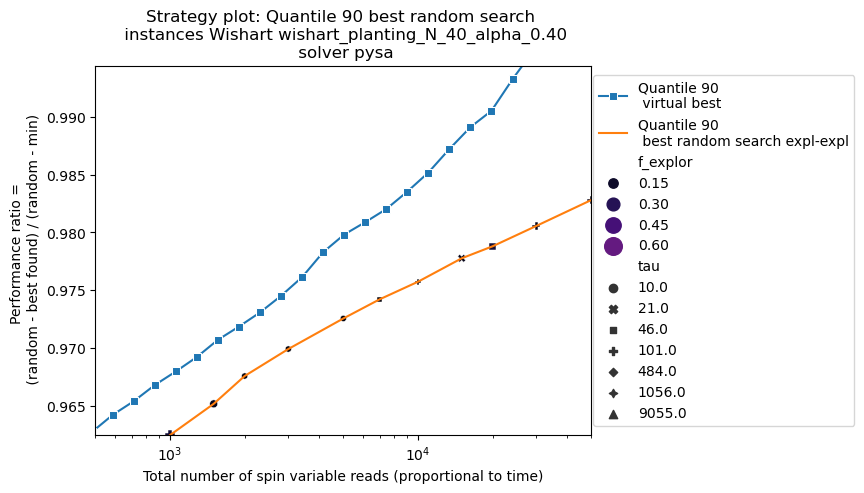 Strategy plot: Quantile 90 best random search
instances Wishart wishart_planting_N_40_alpha_0.40
solver pysa
Performance ratio =
(random - best found) / (random - min)
0.990
0.985
0.980
0.975
0.970
0.965
10^3
10^4
Total number of spin variable reads (proportional to time)
Quantile 90
virtual best
Quantile 90
best random search expl-expl
f_explor
0.15
0.30
0.45
0.60
tau
10.0
21.0
46.0
101.0
484.0
1056.0
9055.0